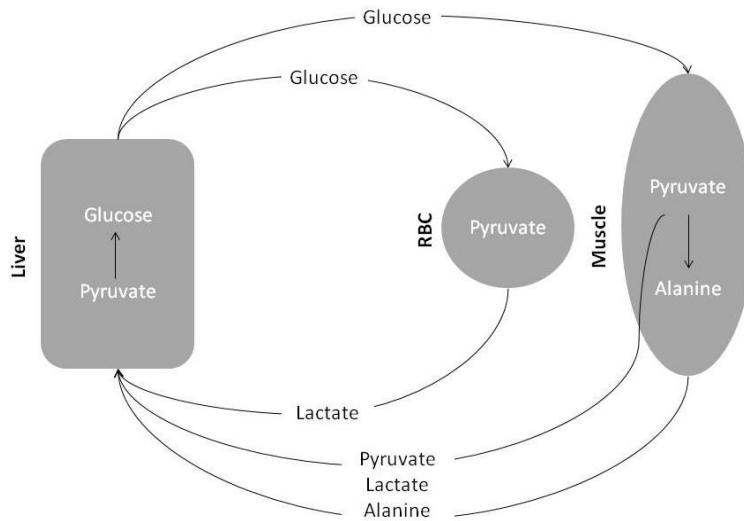 Glucose
Glucose
Liver
Glucose
Pyruvate
RBC
Pyruvate
Muscle
Pyruvate
Alanine
Lactate
Pyruvate
Lactate
Alanine